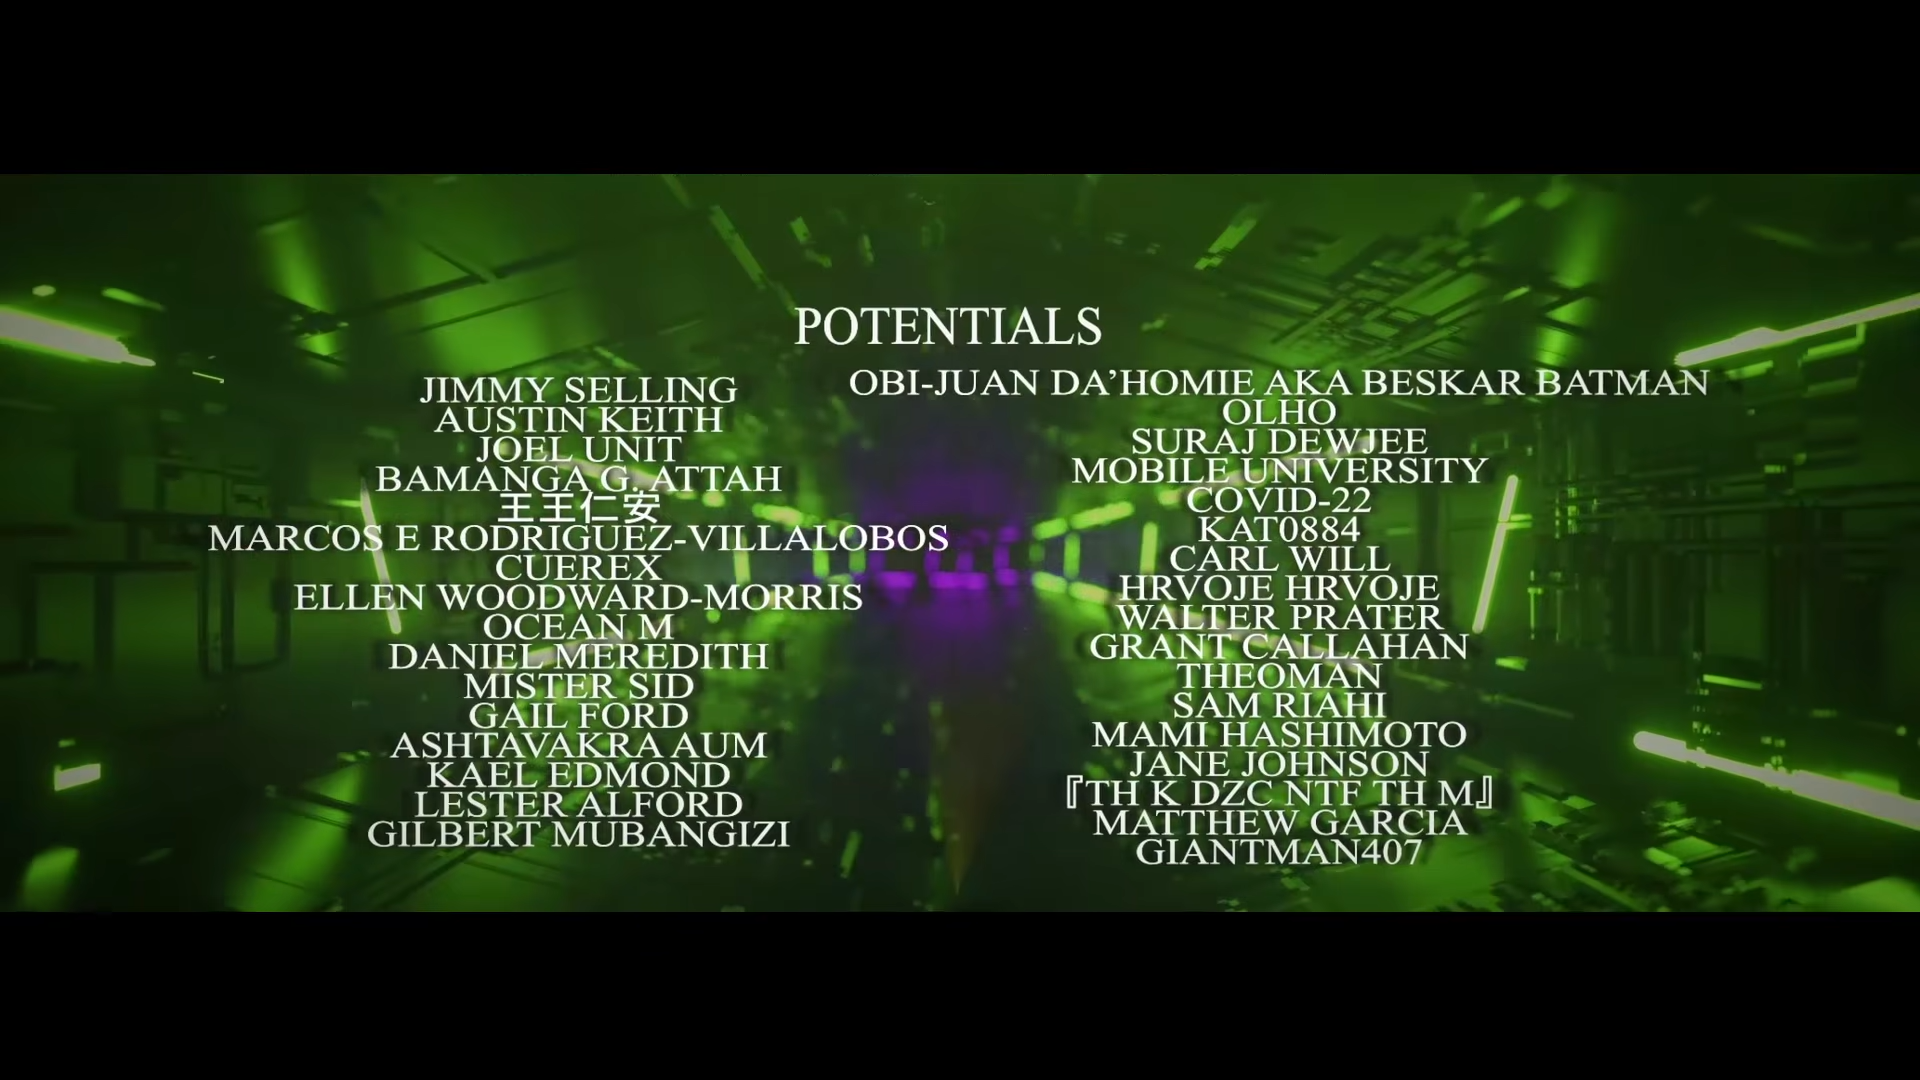 POTENTIALS
JIMMY SELLING
AUSTIN KEITH
JOEL UNIT
BAMANGA G. ATTAH
王王仁安
MARCOS E RODRIGUEZ-VILLALOBOS
CUEREX
ELLEN WOODWARD-MORRIS
OCEAN M
DANIEL MEREDITH
MISTER SID
GAIL FORD
ASHTAVAKRA AUM
KAEL EDMOND
LESTER ALFORD
GILBERT MUBANGIZI
OBI-JUAN DA’HOMIE AKA BESKAR BATMAN
OLHO
SURAJ DEWJEE
MOBILE UNIVERSITY
COVID-22
KAT0884
CARL WILL
HRVOJE HRVOJE
WALTER PRATER
GRANT CALLAHAN
THEOMAN
SAM RIAHI
MAMI HASHIMOTO
JANE JOHNSON
『TH K DZC NTF TH M』
MATTHEW GARCIA
GIANTMAN407